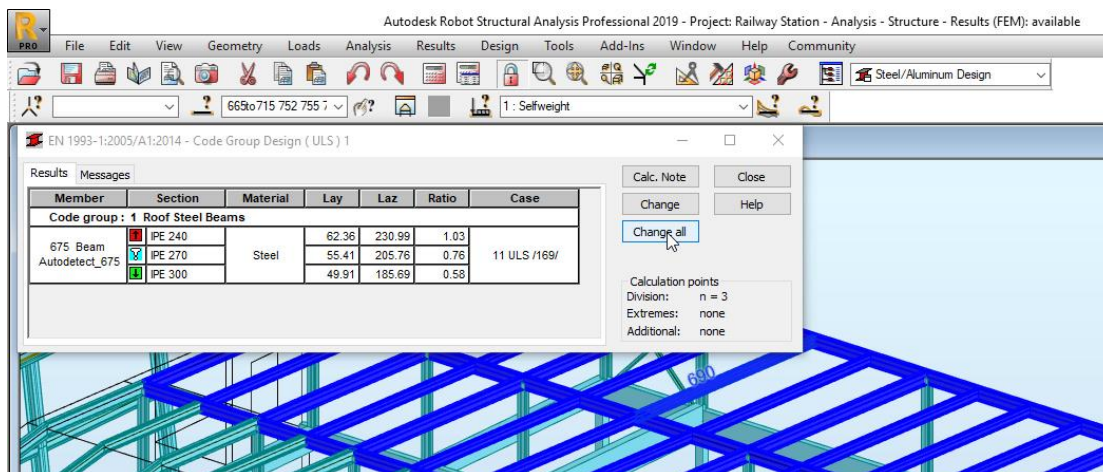 Autodesk Robot Structural Analysis Professional 2019 - Project: Railway Station - Analysis - Structure - Results (FEM): available
PRO File Edit View Geometry Loads Analysis Results Design Tools Add-Ins Window Help Community
Steel/Aluminum Design
665to715 752 755 7
1 : Selfweight
EN 1993-1:2005/A1:2014 - Code Group Design ( ULS ) 1
Results Messages
Member Section Material Lay Laz Ratio Case
Code group : 1 Roof Steel Beams
675 Beam
Autodetect_675
IPE 240 62.36 230.99 1.03
IPE 270 Steel 55.41 205.76 0.76 11 ULS /169/
IPE 300 49.91 185.69 0.58
Calc. Note Close
Change Help
Change all
Calculation points
Division: n = 3
Extremes: none
Additional: none
690